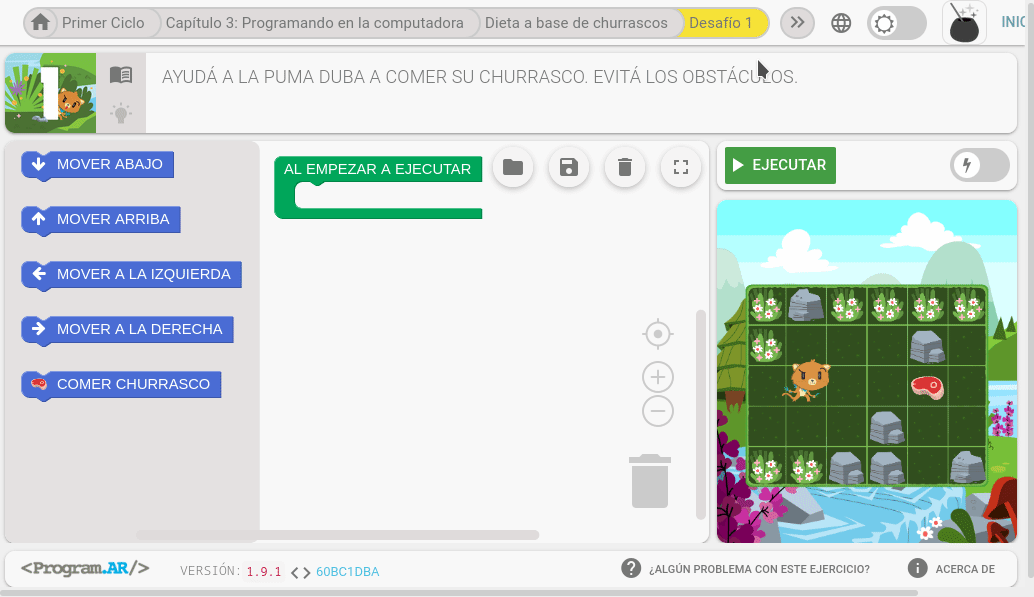 Primer Ciclo
Capítulo 3: Programando en la computadora
Dieta a base de churrascos
Desafío 1
1
AYUDÁ A LA PUMA DUBA A COMER SU CHURRASCO. EVITÁ LOS OBSTÁCULOS.
MOVER ABAJO
MOVER ARRIBA
MOVER A LA IZQUIERDA
MOVER A LA DERECHA
COMER CHURRASCO
AL EMPEZAR A EJECUTAR
EJECUTAR
<Program.AR/>
VERSIÓN: 1.9.1 <> 60BC1DBA
¿ALGÚN PROBLEMA CON ESTE EJERCICIO?
ACERCA DE